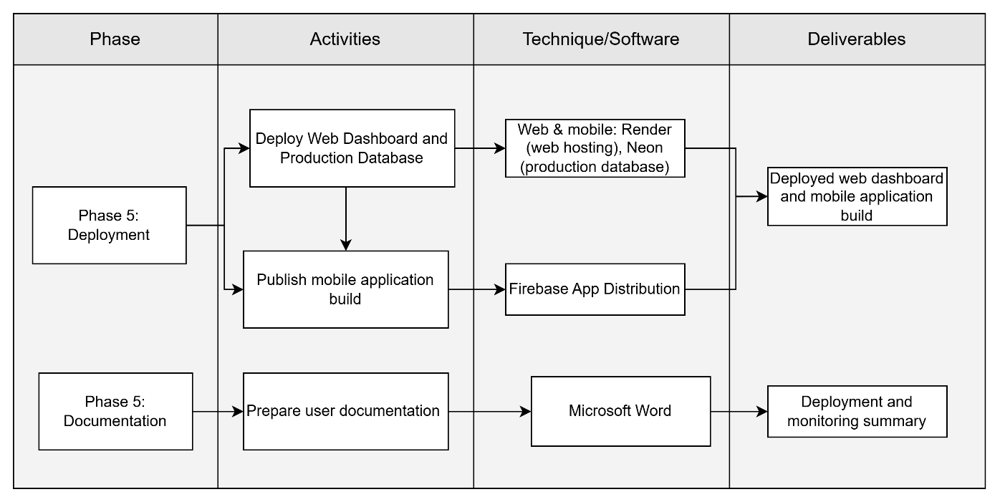 Phase
Activities
Technique/Software
Deliverables
Phase 5:
Deployment
Deploy Web Dashboard and
Production Database
Web & mobile: Render
(web hosting), Neon
(production database)
Deployed web dashboard
and mobile application
build
Publish mobile application
build
Firebase App Distribution
Phase 5:
Documentation
Prepare user documentation
Microsoft Word
Deployment and
monitoring summary